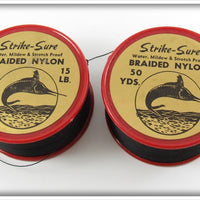 Strike-Sure
Water, Mildew & Stretch Proof
BRAIDED NYLON
15
LB.
Strike-Sure
Water, Mildew & Stretch Proof
BRAIDED NYLO
50
YDS.